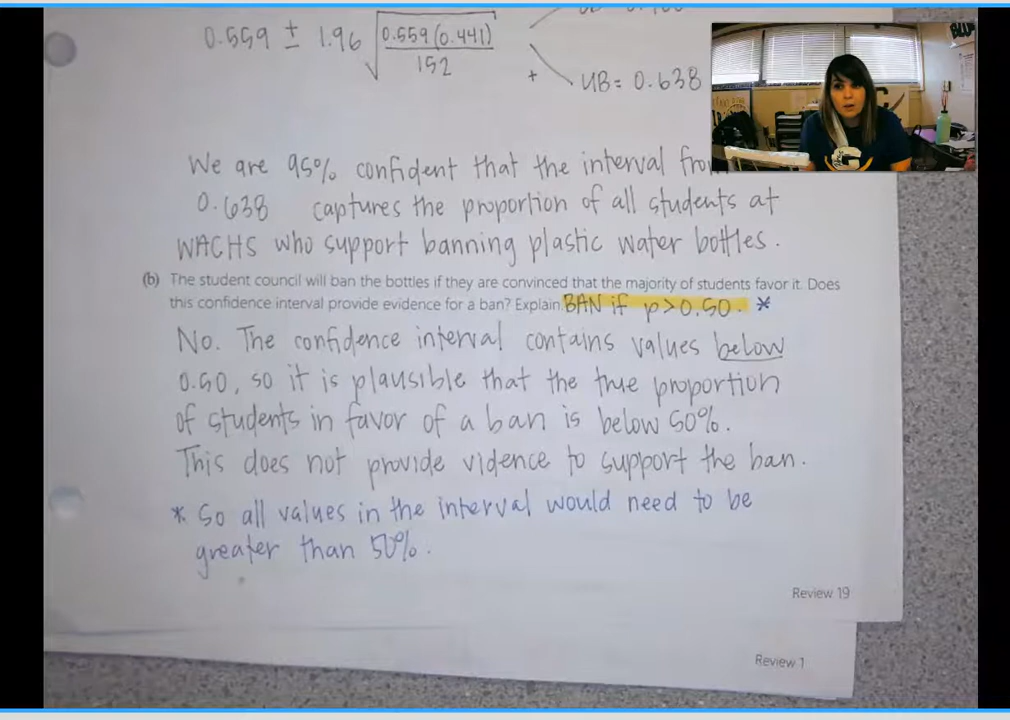 0.559 ± 1.96 √ 0.559(0.441)
152
+
UB = 0.638
We are 95% confident that the interval
0.638 captures the proportion of all students at
WACHS who support banning plastic water bottles.
(b) The student council will ban the bottles if they are convinced that the majority of students favor it. Does
this confidence interval provide evidence for a ban? Explain. BAN if p > 0.50. *
No. The confidence interval contains values below
0.50, so it is plausible that the true proportion
of students in favor of a ban is below 50%.
This does not provide vidence to support the ban.
* So all values in the interval would need to be
greater than 50%.
Review 19
Review 1
G